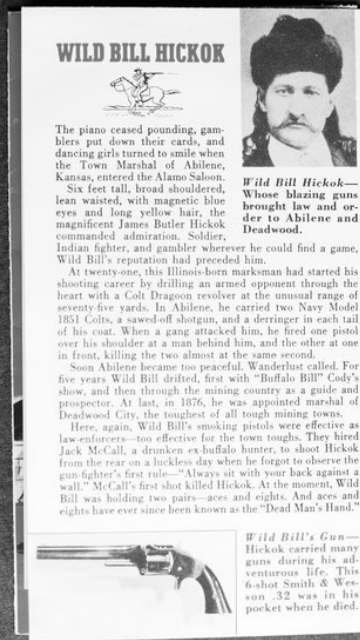 WILD BILL HICKOK
The piano ceased pounding, gam-
blers put down their cards, and
dancing girls turned to smile when
the Town Marshal of Abilene,
Kansas, entered the Alamo Saloon.
Six feet tall, broad shouldered,
lean waisted, with magnetic blue
eyes and long yellow hair, the
magnificent James Butler Hickok
commanded admiration. Soldier,
Indian fighter, and gambler wherever he could find a game,
Wild Bill's reputation had preceded him.
At twenty-one, this Illinois-born marksman had started his
shooting career by drilling an armed opponent through the
heart with a Colt Dragoon revolver at the unusual range of
seventy-five yards. In Abilene, he carried two Navy Model
1851 Colts, a sawed-off shotgun, and a derringer in each tail
of his coat. When a gang attacked him, he fired one pistol
over his shoulder at a man behind, and the other at one
in front, killing the two almost at the same second.
Soon Abilene became too peaceful. Wanderlust called. For
five years Wild Bill drifted, first with "Buffalo Bill" Cody's
show, and then through the mining country as a guide and
prospector. At last, in 1876, he was appointed marshal of
Deadwood City, the toughest of all tough mining towns.
Here, again, Wild Bill's smoking pistols were effective as
law-enforcers—too effective for the town toughs. They hired
Jack McCall, a drunken ex-buffalo hunter, to shoot Hickok
from the rear on a luckless day when he forgot to observe the
gun-fighter's first rule—"Always sit with your back against a
wall." McCall's first shot killed Hickok. At the moment, Wild
Bill was holding two pairs—aces and eights. And aces and
eights have ever since been known as the "Dead Man's Hand."
Wild Bill Hickok—
Whose blazing guns
brought law and or-
der to Abilene and
Deadwood.
Wild Bill's Gun—
Hickok carried many
guns during his ad-
venturous life. This
6-shot Smith & Wes-
son .32 was in his
pocket when he died.